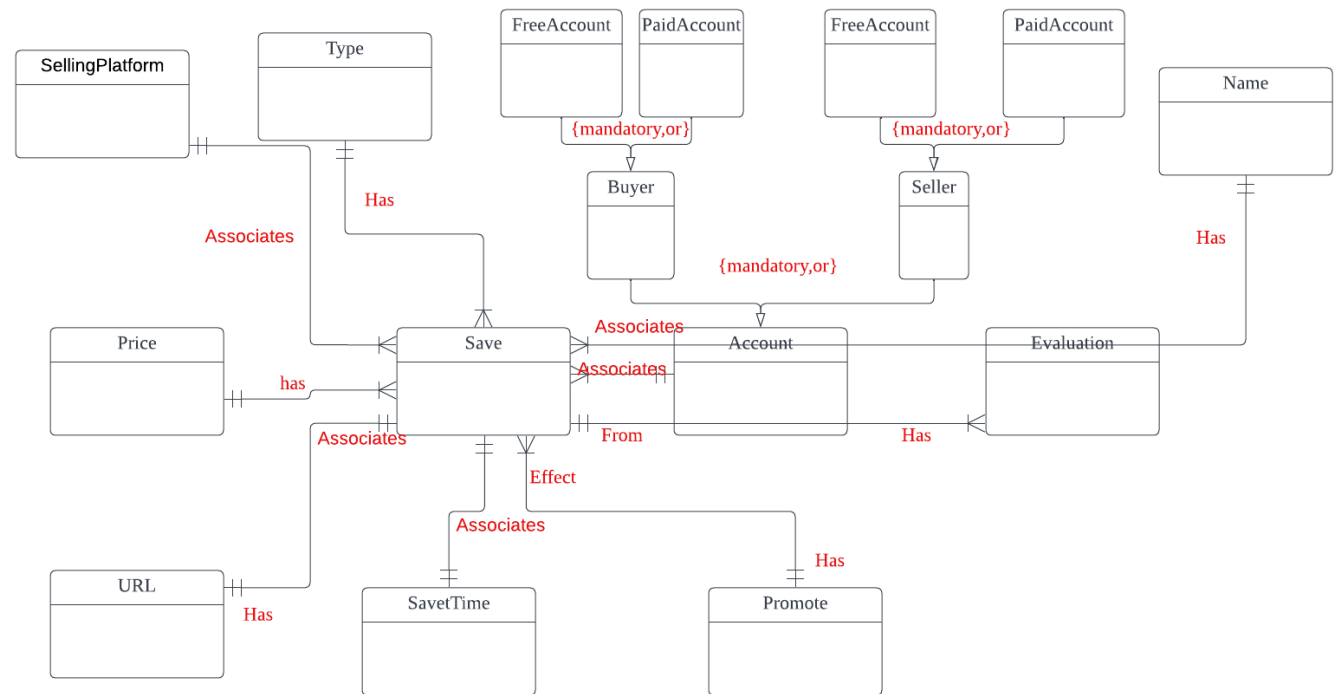 FreeAccount
PaidAccount
FreeAccount
PaidAccount
Type
SellingPlatform
Name
{mandatory,or}
{mandatory,or}
Buyer
Seller
Has
Associates
Has
{mandatory,or}
Associates
Price
Save
Account
Evaluation
Associates
has
Associates
From
Has
Effect
Associates
Has
URL
Has
SavetTime
Promote